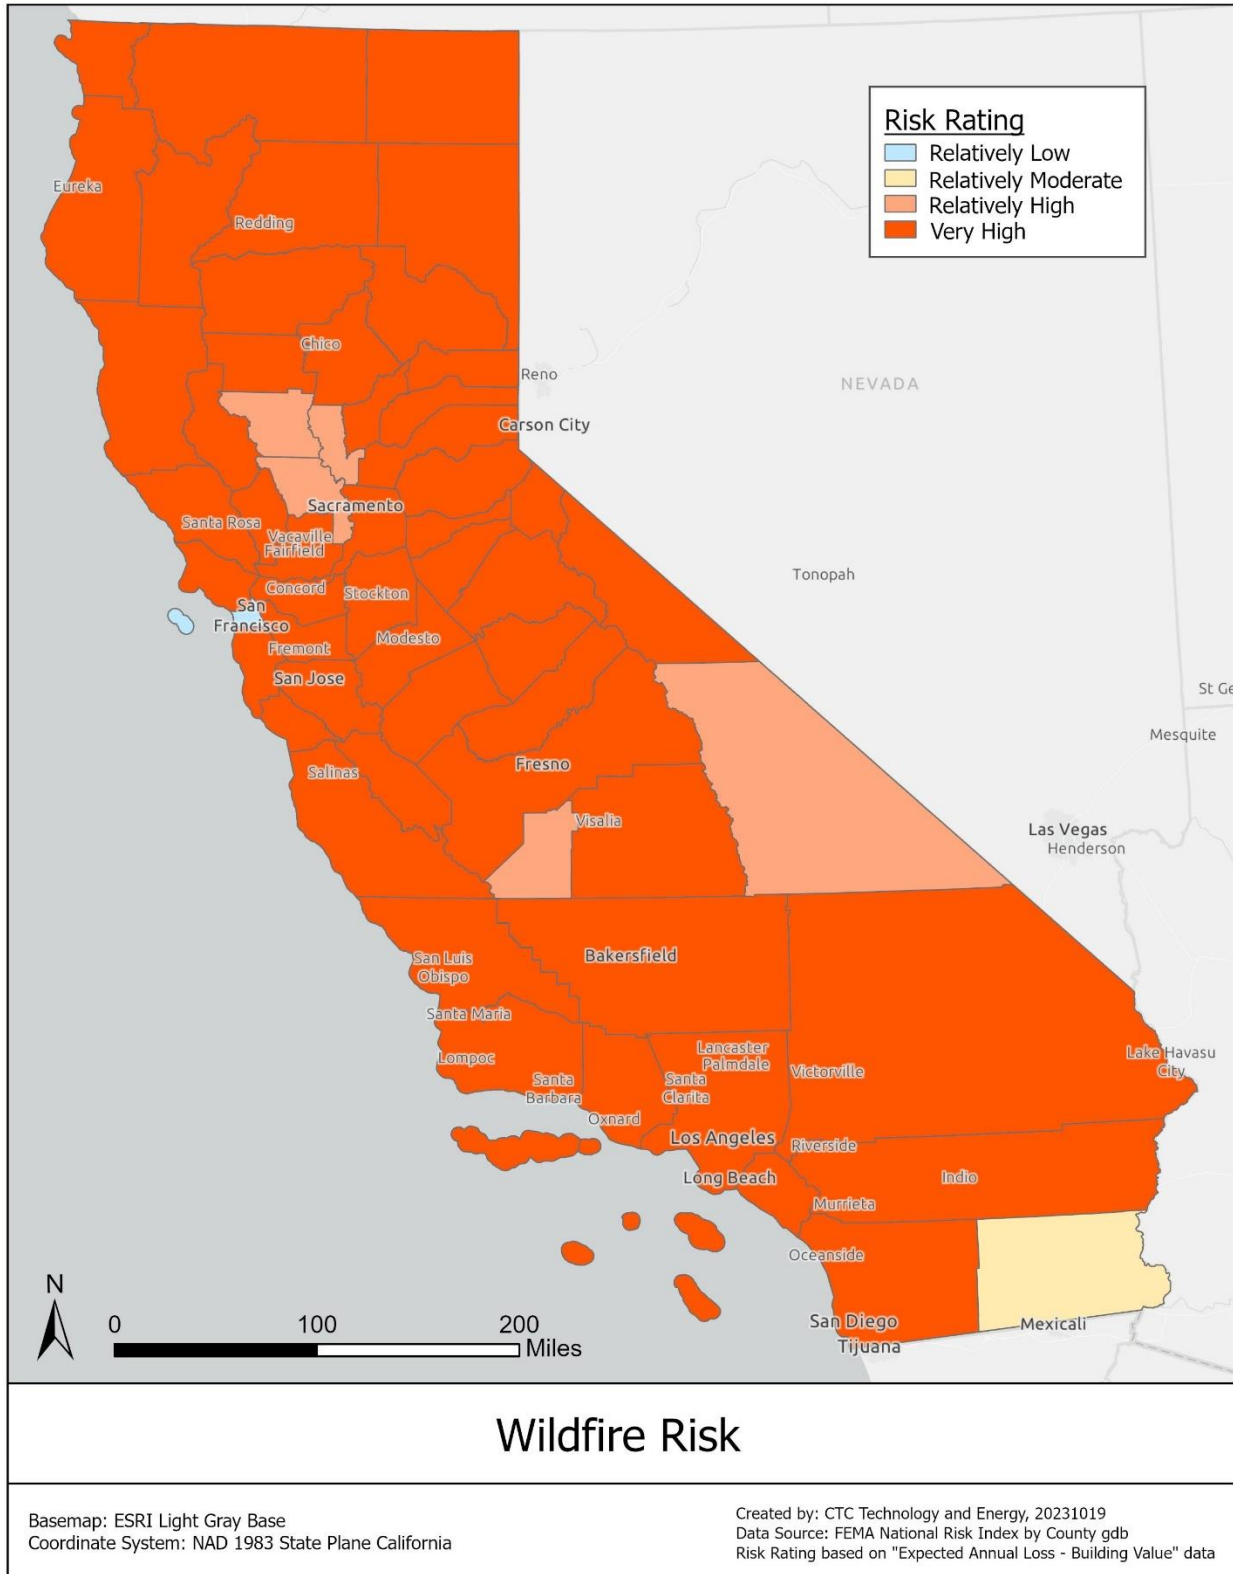 Risk Rating
Relatively Low
Relatively Moderate
Relatively High
Very High
Eureka
Redding
Chico
Reno
NEVADA
Carson City
Sacramento
Santa Rosa
Vacaville
Fairfield
Concord
Stockton
San
Francisco
Fremont
Modesto
San Jose
Tonopah
St Ge
Mesquite
Salinas
Fresno
Visalia
Las Vegas
Henderson
San Luis
Obispo
Bakersfield
Santa Maria
Lompoc
Santa
Barbara
Oxnard
Lancaster
Palmdale
Santa
Clarita
Victorville
Lake Havasu
City
Los Angeles
Riverside
Long Beach
Indio
Murrieta
Oceanside
San Diego
Tijuana
Mexicali
N
0 100 200
Miles
Wildfire Risk
Basemap: ESRI Light Gray Base
Coordinate System: NAD 1983 State Plane California
Created by: CTC Technology and Energy, 20231019
Data Source: FEMA National Risk Index by County gdb
Risk Rating based on "Expected Annual Loss - Building Value" data